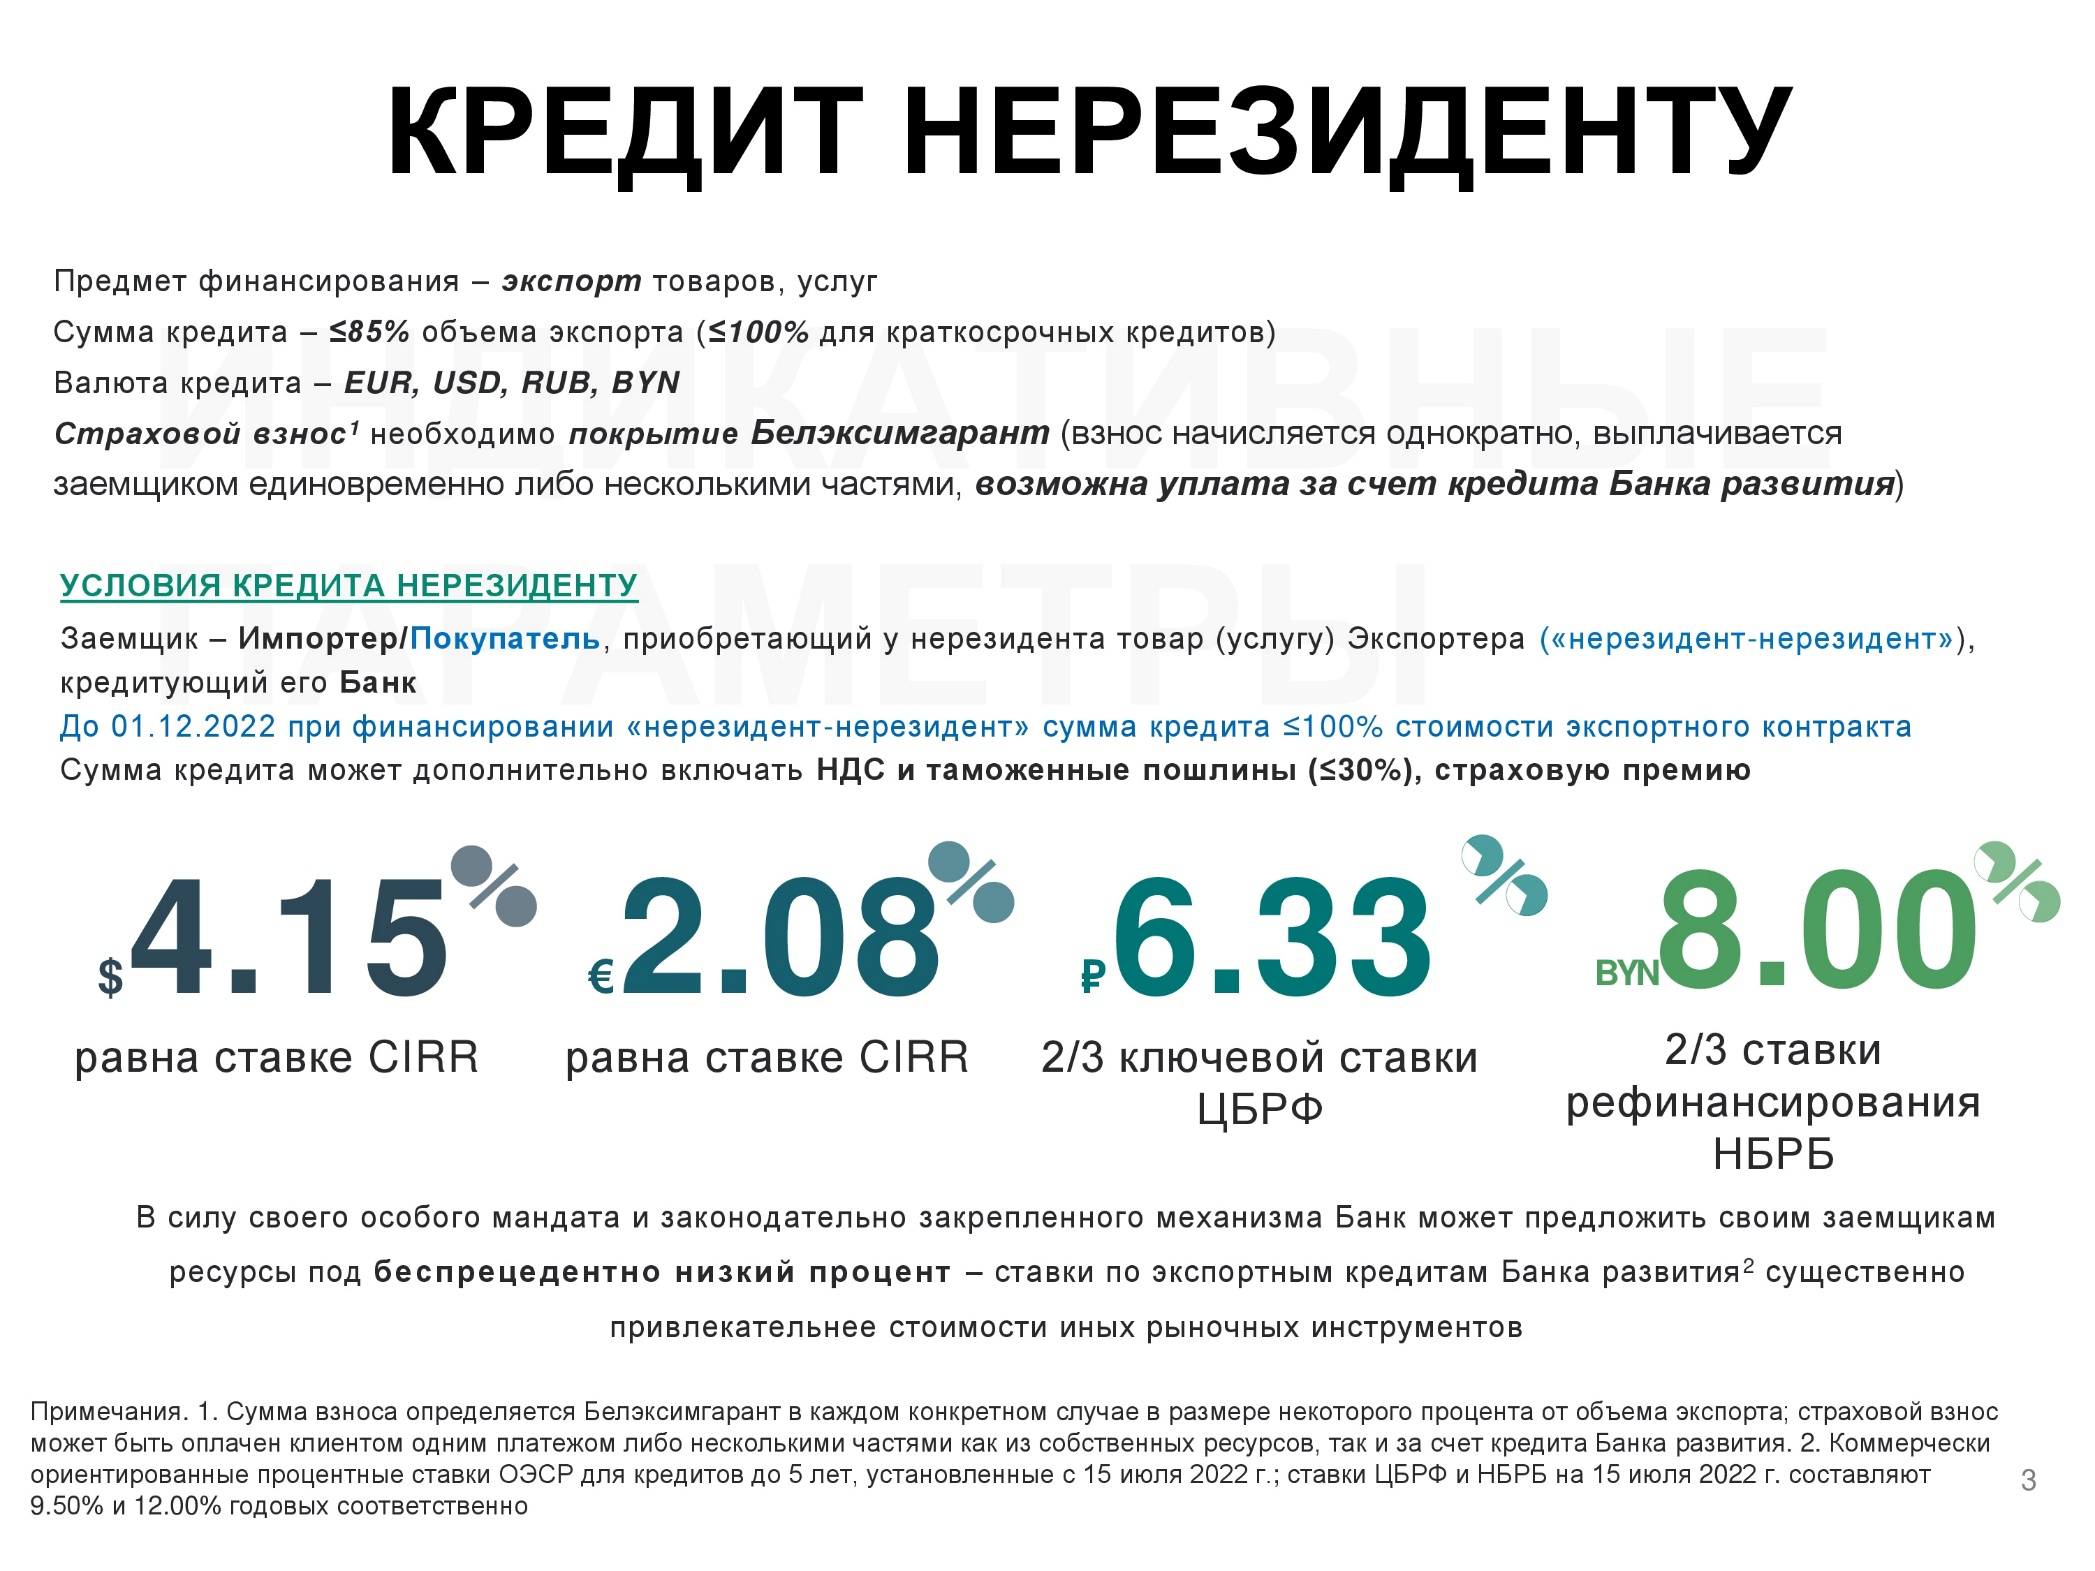 КРЕДИТ НЕРЕЗИДЕНТУ
ИНДИКАТИВНЫЕ
ПАРАМЕТРЫ
Предмет финансирования – экспорт товаров, услуг
Сумма кредита – ≤85% объема экспорта (≤100% для краткосрочных кредитов)
Валюта кредита – EUR, USD, RUB, BYN
Страховой взнос¹ необходимо покрытие Белэксимгарант (взнос начисляется однократно, выплачивается
заемщиком единовременно либо несколькими частями, возможна уплата за счет кредита Банка развития)
УСЛОВИЯ КРЕДИТА НЕРЕЗИДЕНТУ
Заемщик – Импортер/Покупатель, приобретающий у нерезидента товар (услугу) Экспортера («нерезидент-нерезидент»),
кредитующий его Банк
До 01.12.2022 при финансировании «нерезидент-нерезидент» сумма кредита ≤100% стоимости экспортного контракта
Сумма кредита может дополнительно включать НДС и таможенные пошлины (≤30%), страховую премию
$4.15%
равна ставке CIRR
€2.08%
равна ставке CIRR
₽6.33%
2/3 ключевой ставки
ЦБРФ
BYN8.00%
2/3 ставки
рефинансирования
НБРБ
В силу своего особого мандата и законодательно закрепленного механизма Банк может предложить своим заемщикам
ресурсы под беспрецедентно низкий процент – ставки по экспортным кредитам Банка развития² существенно
привлекательнее стоимости иных рыночных инструментов
Примечания. 1. Сумма взноса определяется Белэксимгарант в каждом конкретном случае в размере некоторого процента от объема экспорта; страховой взнос
может быть оплачен клиентом одним платежом либо несколькими частями как из собственных ресурсов, так и за счет кредита Банка развития. 2. Коммерчески
ориентированные процентные ставки ОЭСР для кредитов до 5 лет, установленные с 15 июля 2022 г.; ставки ЦБРФ и НБРБ на 15 июля 2022 г. составляют
9.50% и 12.00% годовых соответственно
3